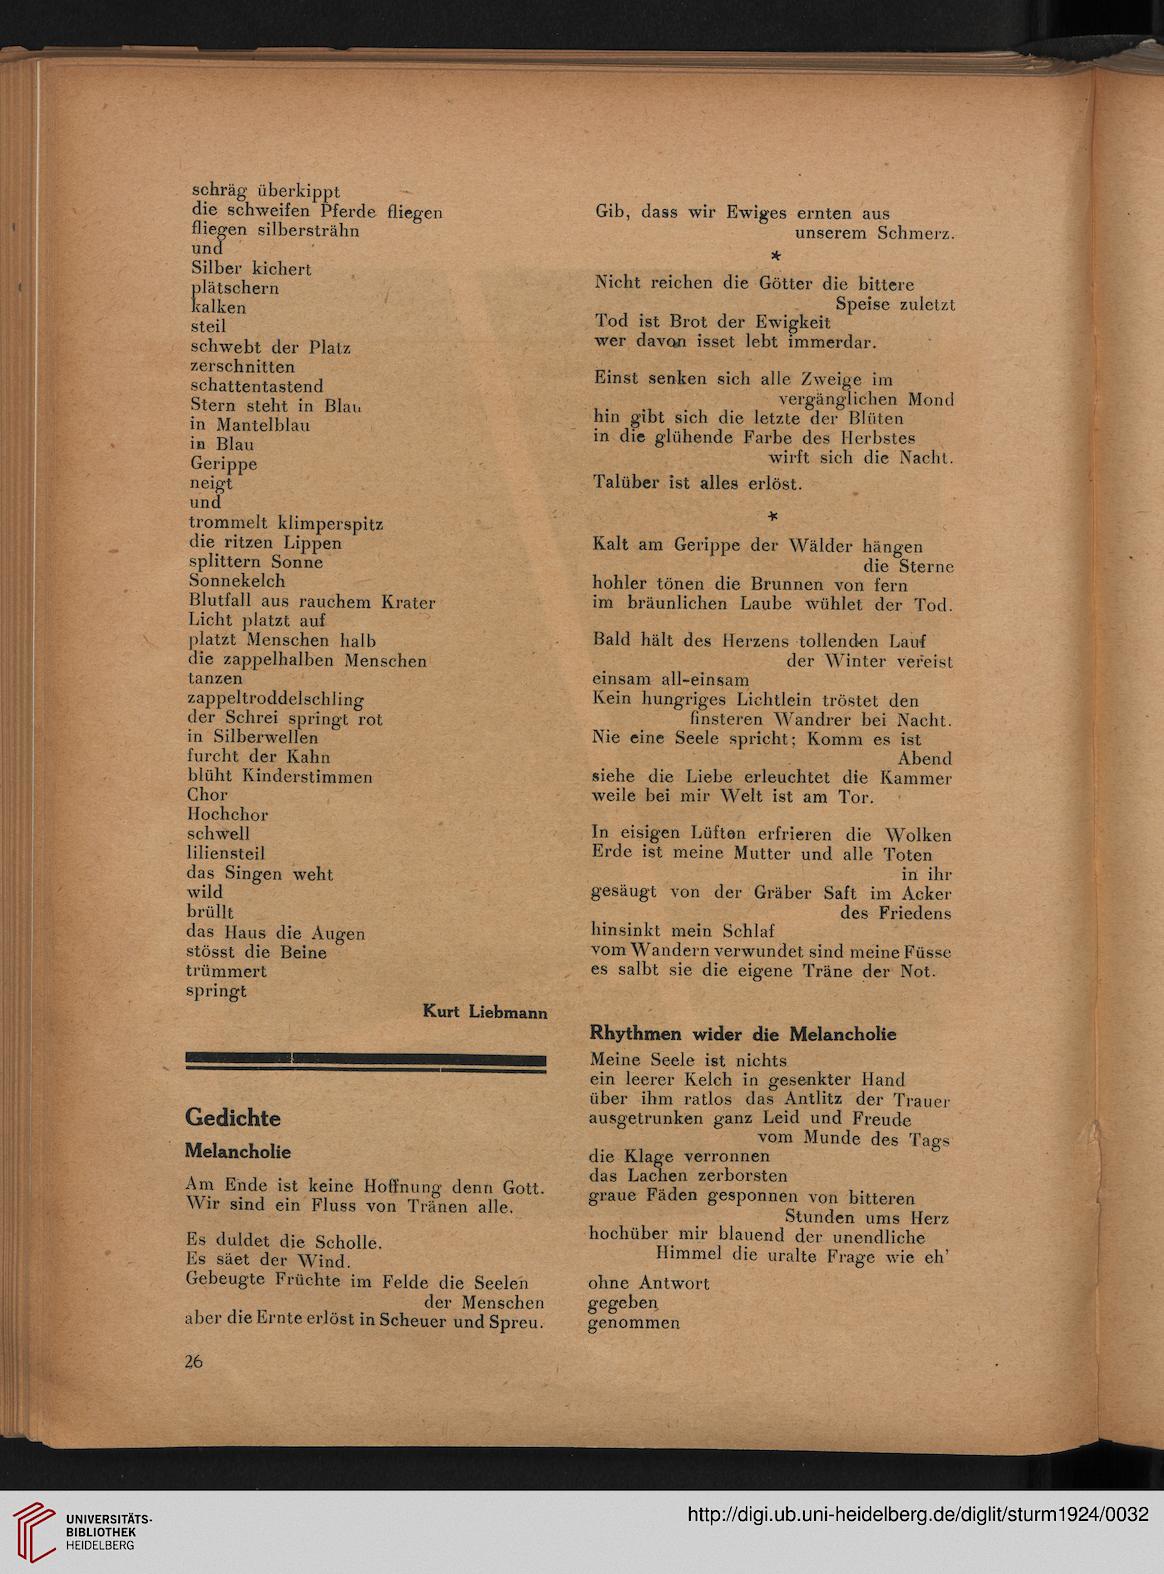 schräg überkippt
die schweifen Pferde fliegen
fliegen silbersträhn
und
Silber kichert
plätschern
kalken
steil
schwebt der Platz
zerschnitten
schattentastend
Stern steht in Blau
in Mantelblau
in Blau
Gerippe
neigt
und
trommelt klimperspitz
die ritzen Lippen
splittern Sonne
Sonnekelch
Blutfall aus rauchem Krater
Licht platzt auf
platzt Menschen halb
die zappelhalben Menschen
tanzen
zappeltroddelschling
der Schrei springt rot
in Silberwellen
furcht der Kahn
blüht Kinderstimmen
Chor
Hochchor
schwell
liliensteil
das Singen weht
wild
brüllt
das Haus die Augen
stösst die Beine
trümmert
springt
Kurt Liebmann
Gedichte
Melancholie
Am Ende ist keine Hoffnung denn Gott.
Wir sind ein Fluss von Tränen alle.
Es duldet die Scholle.
Es säet der Wind.
Gebeugte Früchte im Felde die Seelen
der Menschen
aber die Ernte erlöst in Scheuer und Spreu.
26
Gib, dass wir Ewiges ernten aus
unserem Schmerz.
*
Nicht reichen die Götter die bittere
Speise zuletzt
Tod ist Brot der Ewigkeit
wer davon isset lebt immerdar.
Einst senken sich alle Zweige im
vergänglichen Mond
hin gibt sich die letzte der Blüten
in die glühende Farbe des Herbstes
wirft sich die Nacht.
Talüber ist alles erlöst.
*
Kalt am Gerippe der Wälder hängen
die Sterne
hohler tönen die Brunnen von fern
im bräunlichen Laube wühlet der Tod.
Bald hält des Herzens tollenden Lauf
der Winter vereist
einsam all-einsam
Kein hungriges Lichtlein tröstet den
finsteren Wandrer bei Nacht.
Nie eine Seele spricht; Komm es ist
Abend
siehe die Liebe erleuchtet die Kammer
weile bei mir Welt ist am Tor.
In eisigen Lüften erfrieren die Wolken
Erde ist meine Mutter und alle Toten
in ihr
gesäugt von der Gräber Saft im Acker
des Friedens
hinsinkt mein Schlaf
vom Wandern verwundet sind meine Füsse
es salbt sie die eigene Träne der Not.
Rhythmen wider die Melancholie
Meine Seele ist nichts
ein leerer Kelch in gesenkter Hand
über ihm ratlos das Antlitz der Trauer
ausgetrunken ganz Leid und Freude
vom Munde des Tags
die Klage verronnen
das Lachen zerborsten
graue Fäden gesponnen von bitteren
Stunden ums Herz
hochüber mir blauend der unendliche
Himmel die uralte Frage wie eh'
ohne Antwort
gegeben
genommen
UNIVERSITÄTS-
BIBLIOTHEK
HEIDELBERG
http://digi.ub.uni-heidelberg.de/diglit/sturm1924/0032